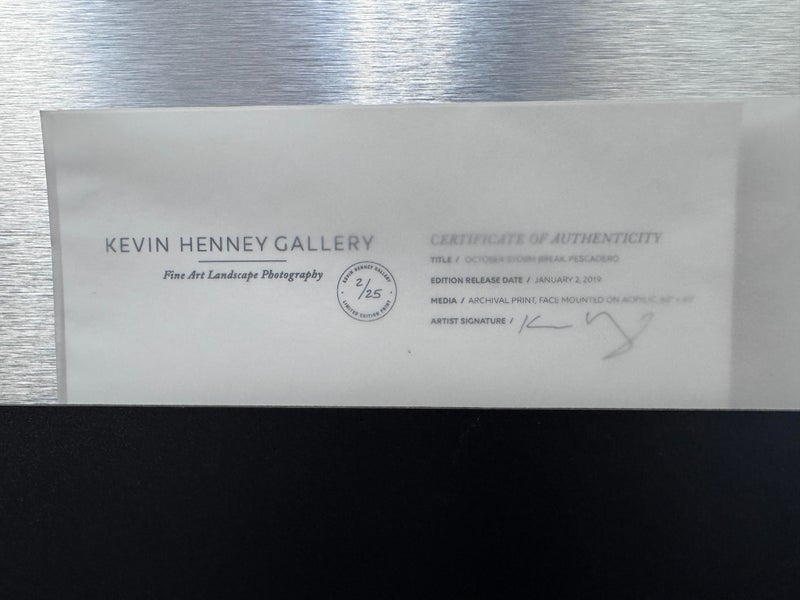 KEVIN HENNEY GALLERY
Fine Art Landscape Photography
KEVIN HENNEY GALLERY
2/25
LIMITED EDITION PRINT
CERTIFICATE OF AUTHENTICITY
TITLE / OCTOBER STORM BREAK, PESCADERO
EDITION RELEASE DATE / JANUARY 2, 2019
MEDIA / ARCHIVAL PRINT, FACE MOUNTED ON ACRYLIC,
ARTIST SIGNATURE /